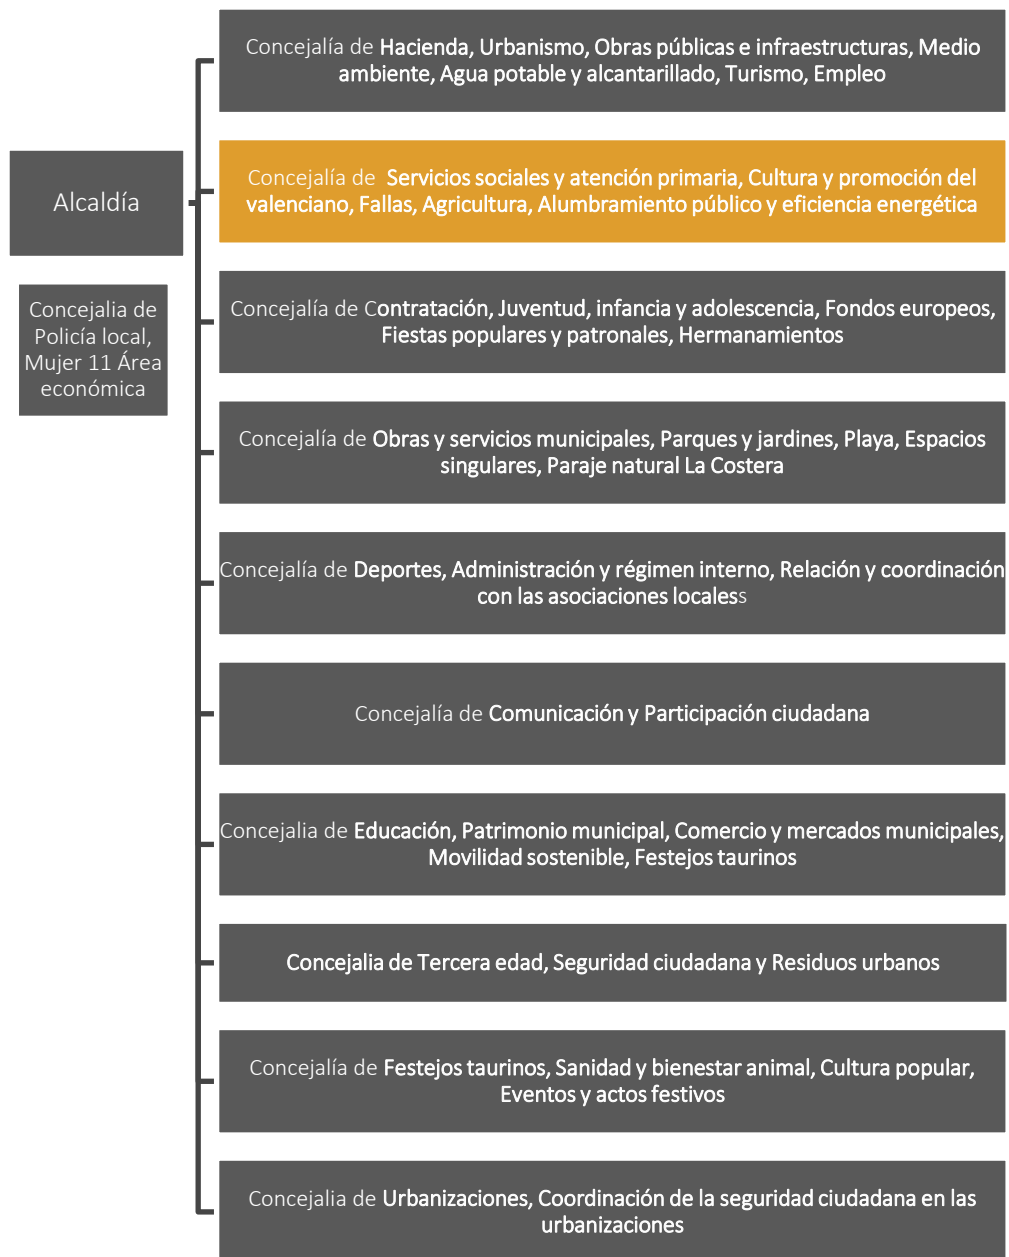 Concejalía de Hacienda, Urbanismo, Obras públicas e infraestructuras, Medio
ambiente, Agua potable y alcantarillado, Turismo, Empleo
Alcaldía
Concejalía de  Servicios sociales y atención primaria, Cultura y promoción del
valenciano, Fallas, Agricultura, Alumbramiento público y eficiencia energética
Concejalia de
Policía local,
Mujer 11 Área
económica
Concejalía de Contratación, Juventud, infancia y adolescencia, Fondos europeos,
Fiestas populares y patronales, Hermanamientos
Concejalía de Obras y servicios municipales, Parques y jardines, Playa, Espacios
singulares, Paraje natural La Costera
Concejalía de Deportes, Administración y régimen interno, Relación y coordinación
con las asociaciones locales
Concejalía de Comunicación y Participación ciudadana
Concejalia de Educación, Patrimonio municipal, Comercio y mercados municipales,
Movilidad sostenible, Festejos taurinos
Concejalia de Tercera edad, Seguridad ciudadana y Residuos urbanos
Concejalía de Festejos taurinos, Sanidad y bienestar animal, Cultura popular,
Eventos y actos festivos
Concejalia de Urbanizaciones, Coordinación de la seguridad ciudadana en las
urbanizaciones